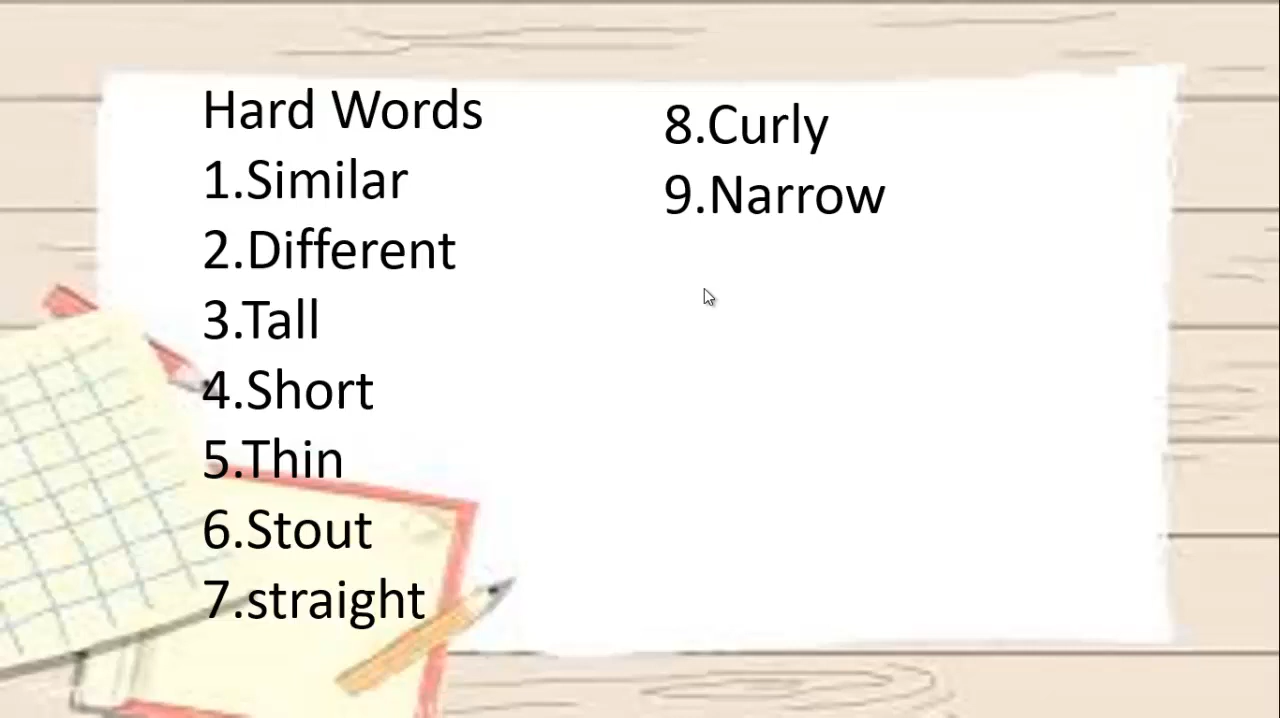 Hard Words
1.Similar
2.Different
3.Tall
4.Short
5.Thin
6.Stout
7.straight
8.Curly
9.Narrow